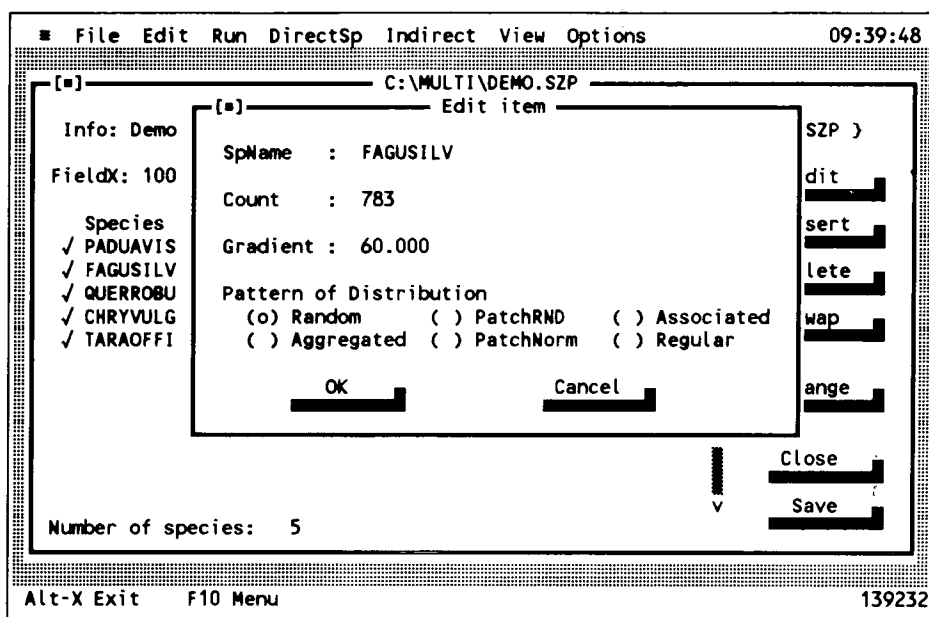 ≡ File Edit Run DirectSp Indirect View Options 09:39:48
[■] C:\MULTI\DEMO.SZP
[■] Edit item
Info: Demo SZP }
SpName : FAGUSILV
FieldX: 100 dit
Count : 783
Species sert
√ PADUAVIS Gradient : 60.000
√ FAGUSILV lete
√ QUERROBU Pattern of Distribution
√ CHRYVULG (o) Random ( ) PatchRND ( ) Associated wap
√ TARAOFFI ( ) Aggregated ( ) PatchNorm ( ) Regular
OK Cancel ange
Close
v Save
Number of species: 5
Alt-X Exit F10 Menu 139232